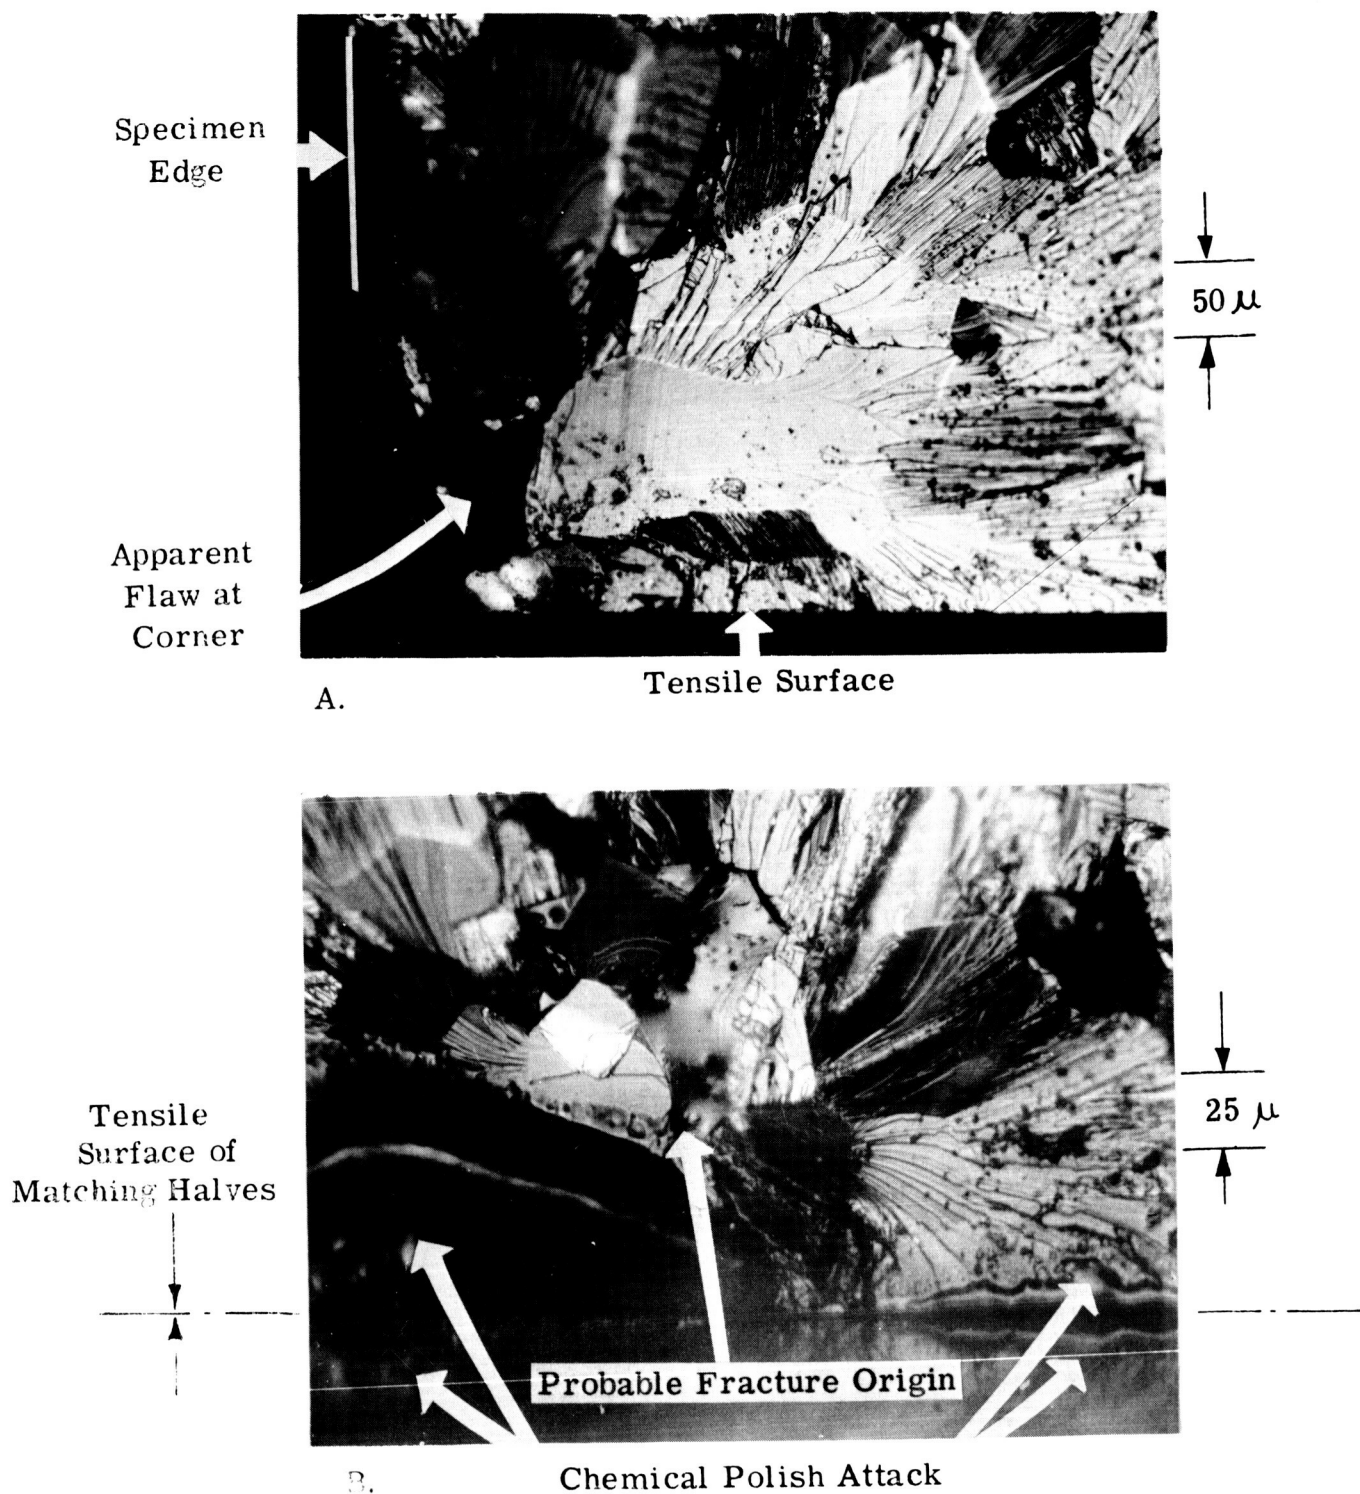 Specimen
Edge
50 μ
Apparent
Flaw at
Corner
Tensile Surface
A.
25 μ
Tensile
Surface of
Matching Halves
Probable Fracture Origin
B.
Chemical Polish Attack